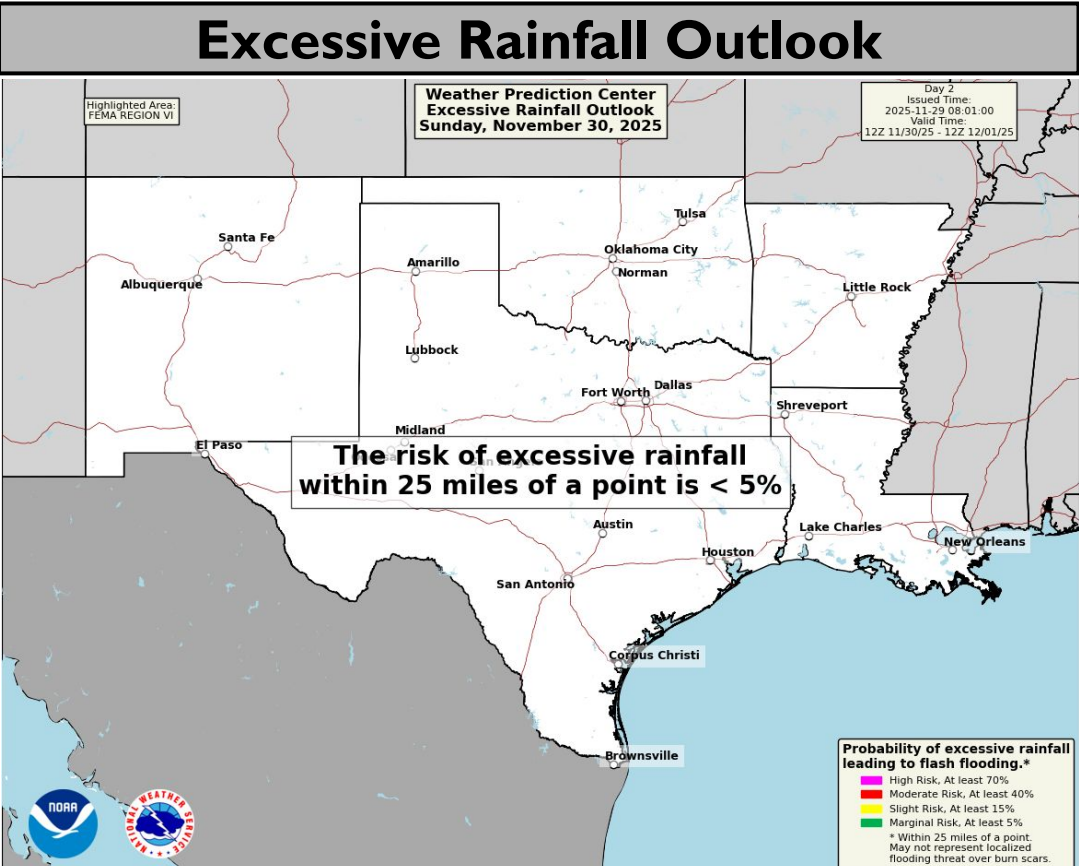 Excessive Rainfall Outlook
Highlighted Area:
FEMA REGION VI
Weather Prediction Center
Excessive Rainfall Outlook
Sunday, November 30, 2025
Day 2
Issued Time:
2025-11-29 08:01:00
Valid Time:
12Z 11/30/25 - 12Z 12/01/25
Tulsa
Santa Fe
Oklahoma City
Amarillo
Norman
Albuquerque
Little Rock
Lubbock
Dallas
Fort Worth
Shreveport
Midland
El Paso
The risk of excessive rainfall
within 25 miles of a point is < 5%
Austin
Lake Charles
New Orleans
Houston
San Antonio
Corpus Christi
Brownsville
Probability of excessive rainfall
leading to flash flooding.*
High Risk, At least 70%
Moderate Risk, At least 40%
Slight Risk, At least 15%
Marginal Risk, At least 5%
* Within 25 miles of a point.
May not represent localized
flooding threat over burn scars.
NOAA
NATIONAL WEATHER SERVICE